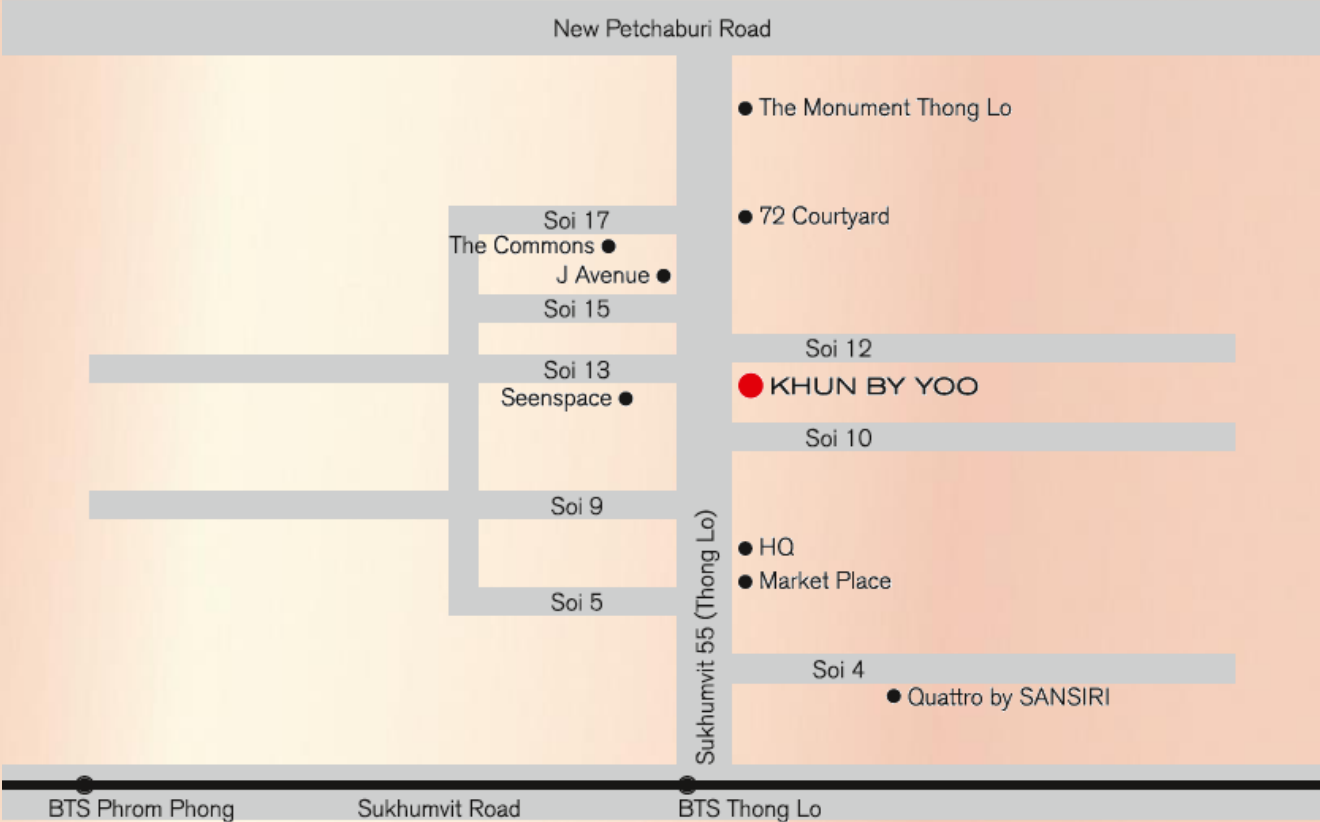 New Petchaburi Road
The Monument Thong Lo
72 Courtyard
Soi 17
The Commons
J Avenue
Soi 15
Soi 12
Soi 13
KHUN BY YOO
Seenspace
Soi 10
Soi 9
HQ
Market Place
Soi 5
Sukhumvit 55 (Thong Lo)
Soi 4
Quattro by SANSIRI
BTS Phrom Phong
Sukhumvit Road
BTS Thong Lo